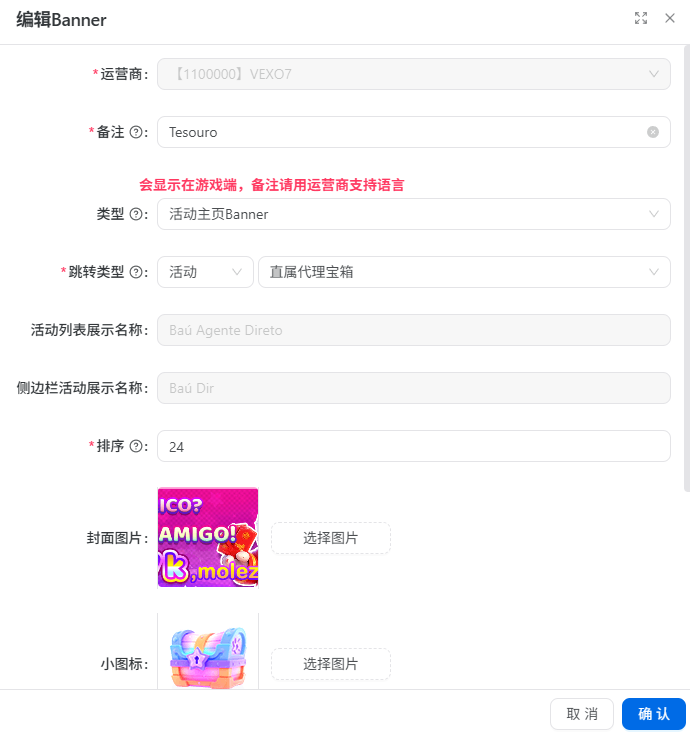 编辑Banner
*运营商: 【1100000】VEXO7
*备注: Tesouro
会显示在游戏端，备注请用运营商支持语言
类型: 活动主页Banner
*跳转类型: 活动 直属代理宝箱
活动列表展示名称: Baú Agente Direto
侧边栏活动展示名称: Baú Dir
*排序: 24
ICO?
AMIGO!
封面图片: 选择图片
k,molez
小图标: 选择图片
取 消 确 认